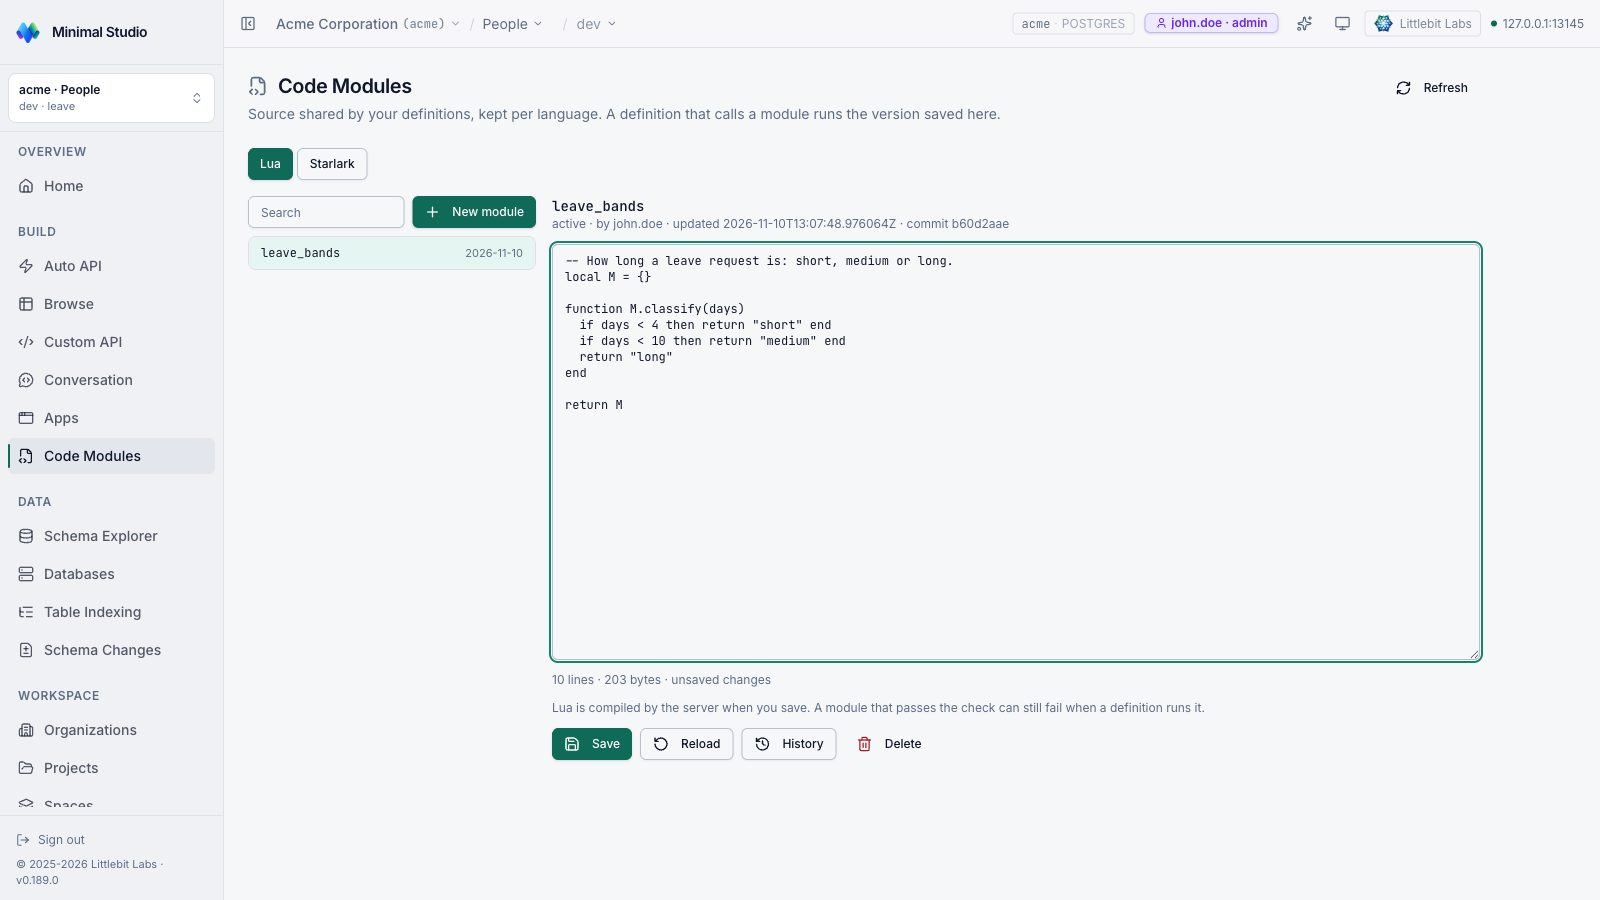 Minimal Studio
acme · People
dev · leave
OVERVIEW
Home
BUILD
Auto API
Browse
Custom API
Conversation
Apps
Code Modules
DATA
Schema Explorer
Databases
Table Indexing
Schema Changes
WORKSPACE
Organizations
Projects
Spaces
Sign out
© 2025-2026 Littlebit Labs ·
v0.189.0
Acme Corporation (acme) / People / dev
acme · POSTGRES
john.doe · admin
Littlebit Labs
127.0.0.1:13145
Code Modules
Refresh
Source shared by your definitions, kept per language. A definition that calls a module runs the version saved here.
Lua
Starlark
Search
New module
leave_bands 2026-11-10
leave_bands
active · by john.doe · updated 2026-11-10T13:07:48.976064Z · commit b60d2aae
-- How long a leave request is: short, medium or long.
local M = {}
function M.classify(days)
  if days < 4 then return "short" end
  if days < 10 then return "medium" end
  return "long"
end
return M
10 lines · 203 bytes · unsaved changes
Lua is compiled by the server when you save. A module that passes the check can still fail when a definition runs it.
Save
Reload
History
Delete